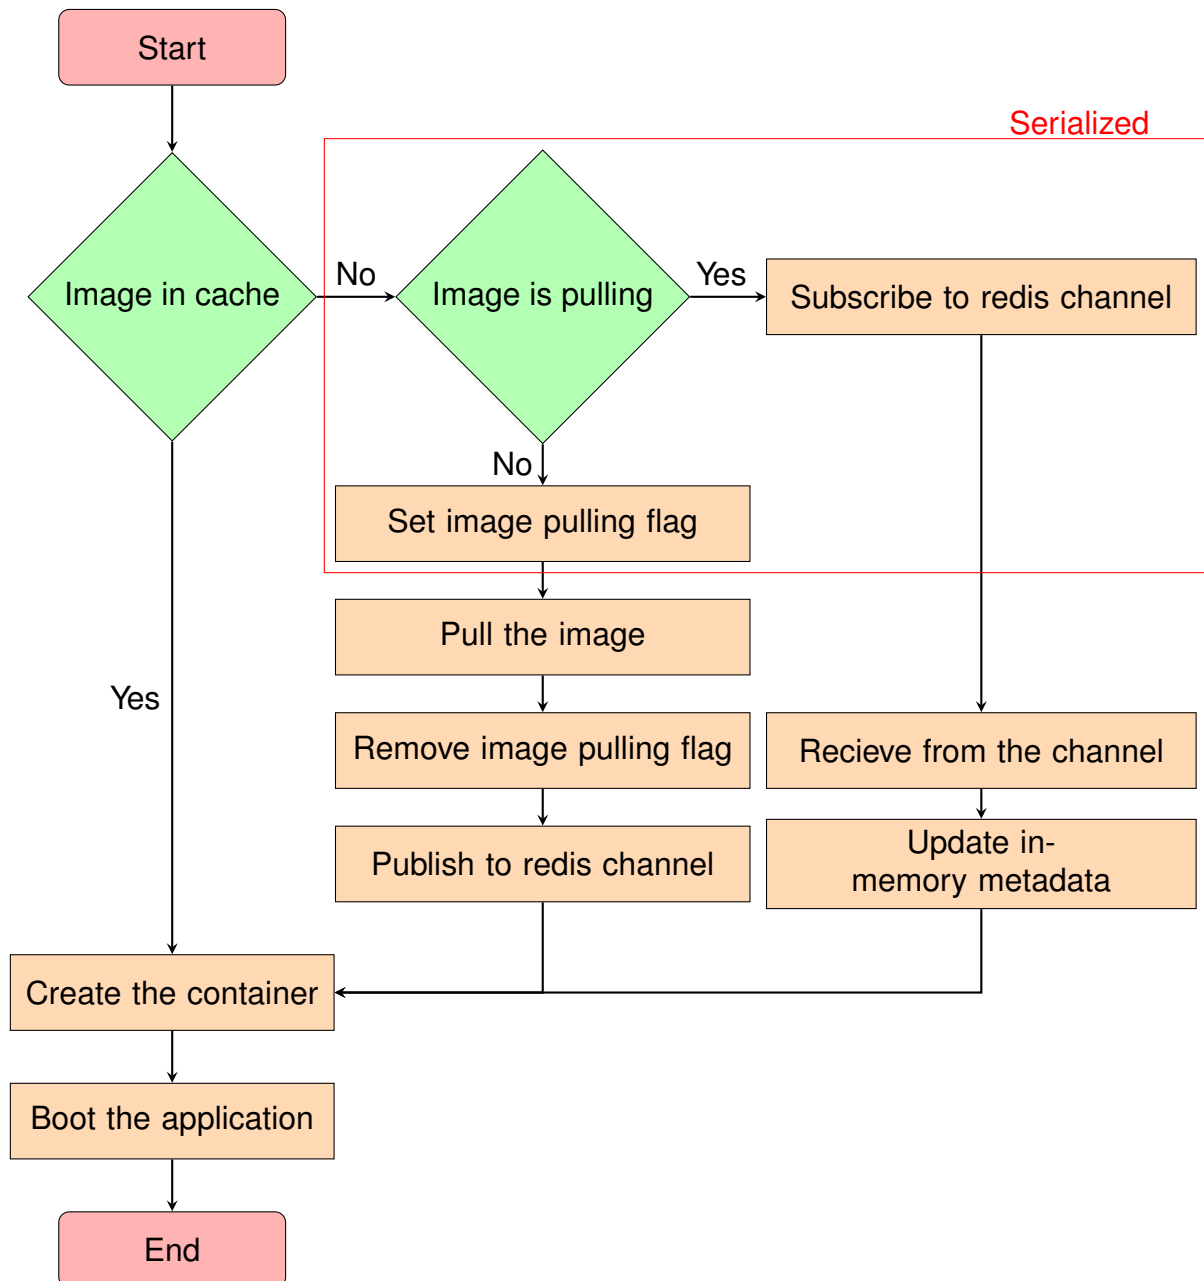 Start
Serialized
Image in cache
No
Image is pulling
Yes
Subscribe to redis channel
No
Set image pulling flag
Pull the image
Yes
Remove image pulling flag
Recieve from the channel
Publish to redis channel
Update in-
memory metadata
Create the container
Boot the application
End